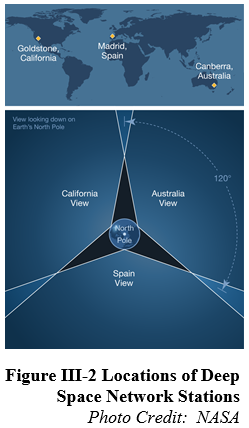 Goldstone,
California
Madrid,
Spain
Canberra,
Australia
View looking down on
Earth's North Pole
120°
California
View
Australia
View
North
Pole
Spain
View
Figure III-2 Locations of Deep
Space Network Stations
Photo Credit: NASA